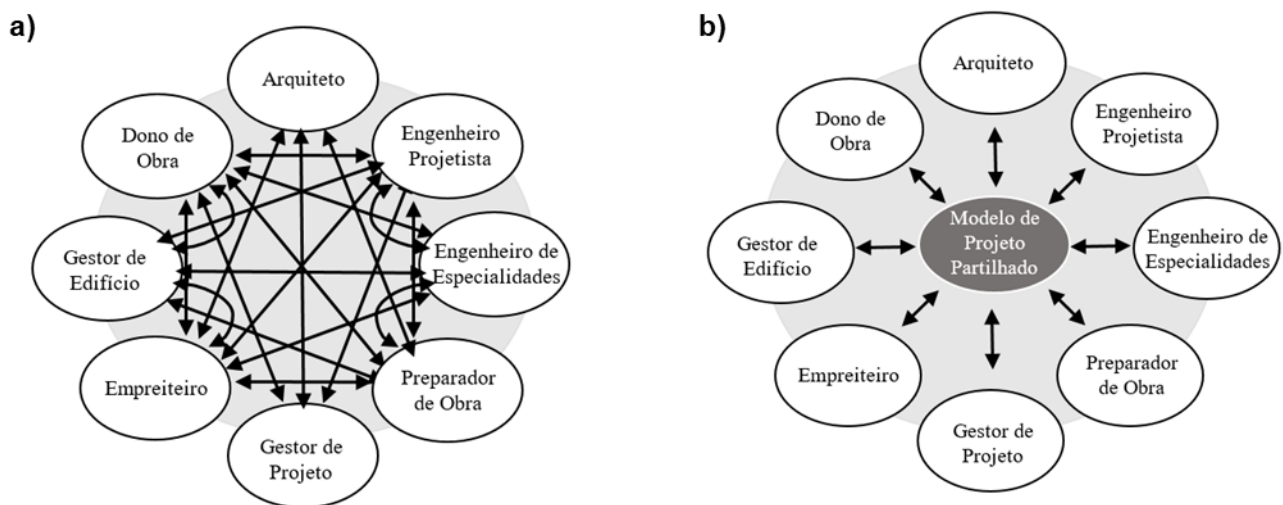 a)
Arquiteto
Dono de
Obra
Engenheiro
Projetista
Gestor de
Edifício
Engenheiro de
Especialidades
Empreiteiro
Preparador
de Obra
Gestor de
Projeto
b)
Arquiteto
Dono de
Obra
Engenheiro
Projetista
Modelo de
Projeto
Partilhado
Gestor de
Edifício
Engenheiro de
Especialidades
Empreiteiro
Preparador
de Obra
Gestor de
Projeto